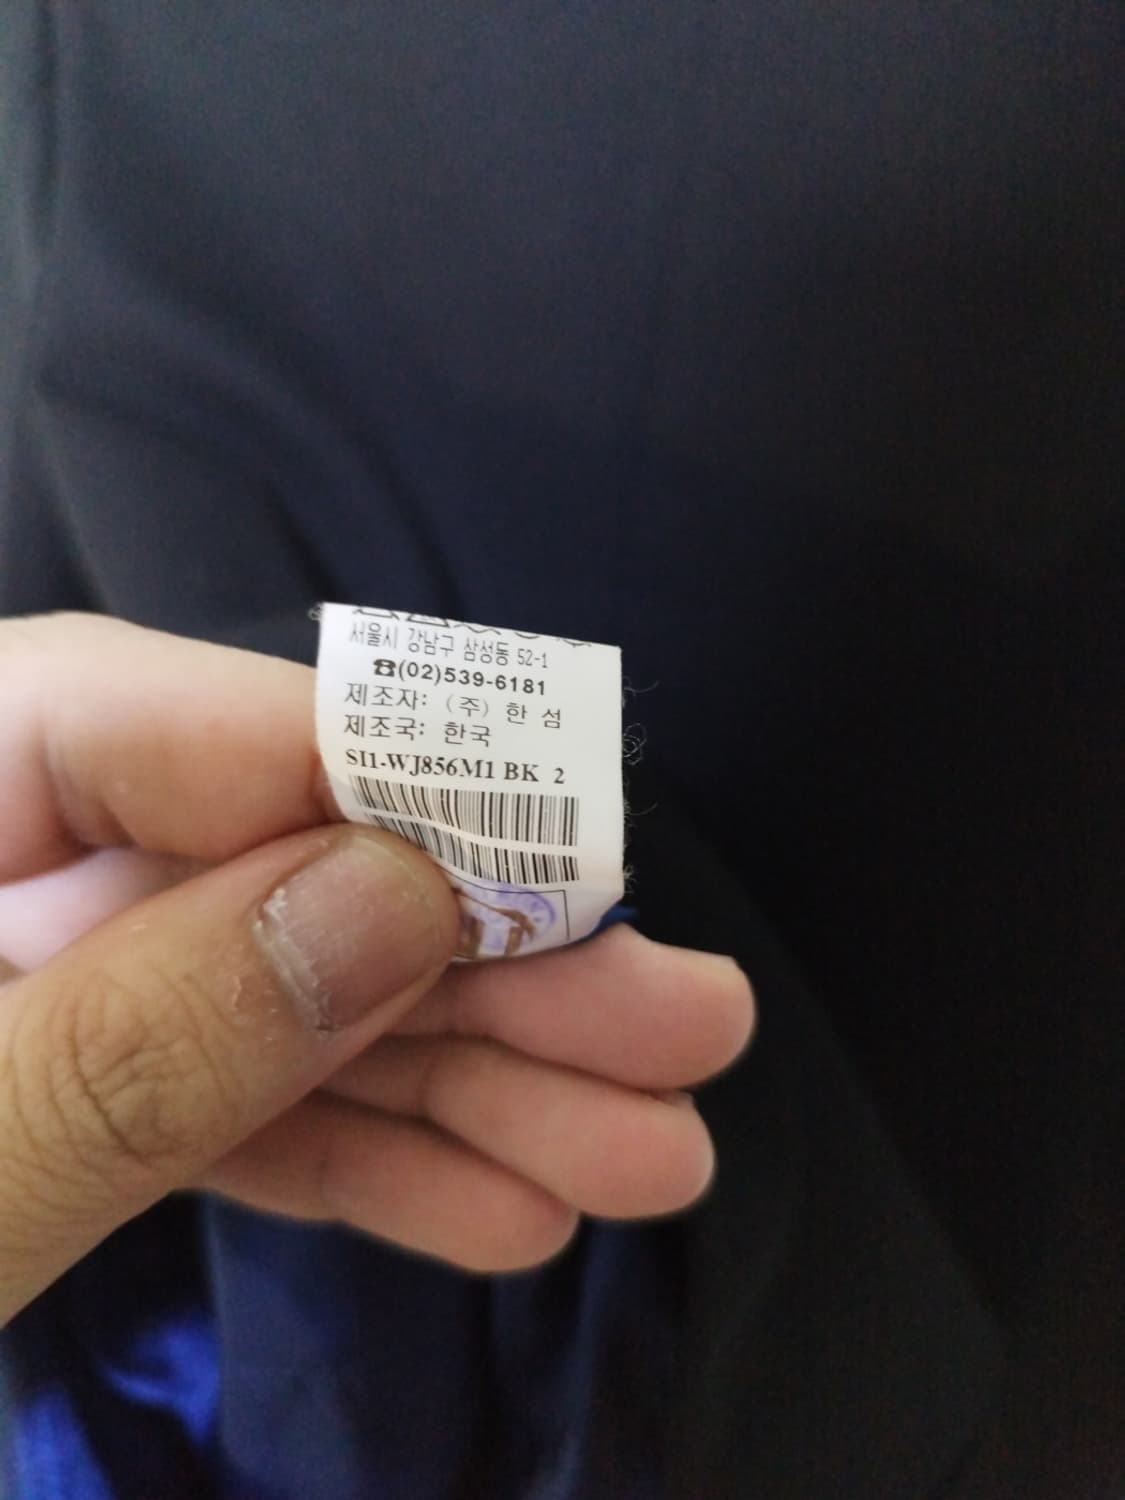 서울시 강남구 삼성동 52-1
☎(02)539-6181
제조자: (주) 한 섬
제조국: 한국
SI1-WJ856M1 BK 2